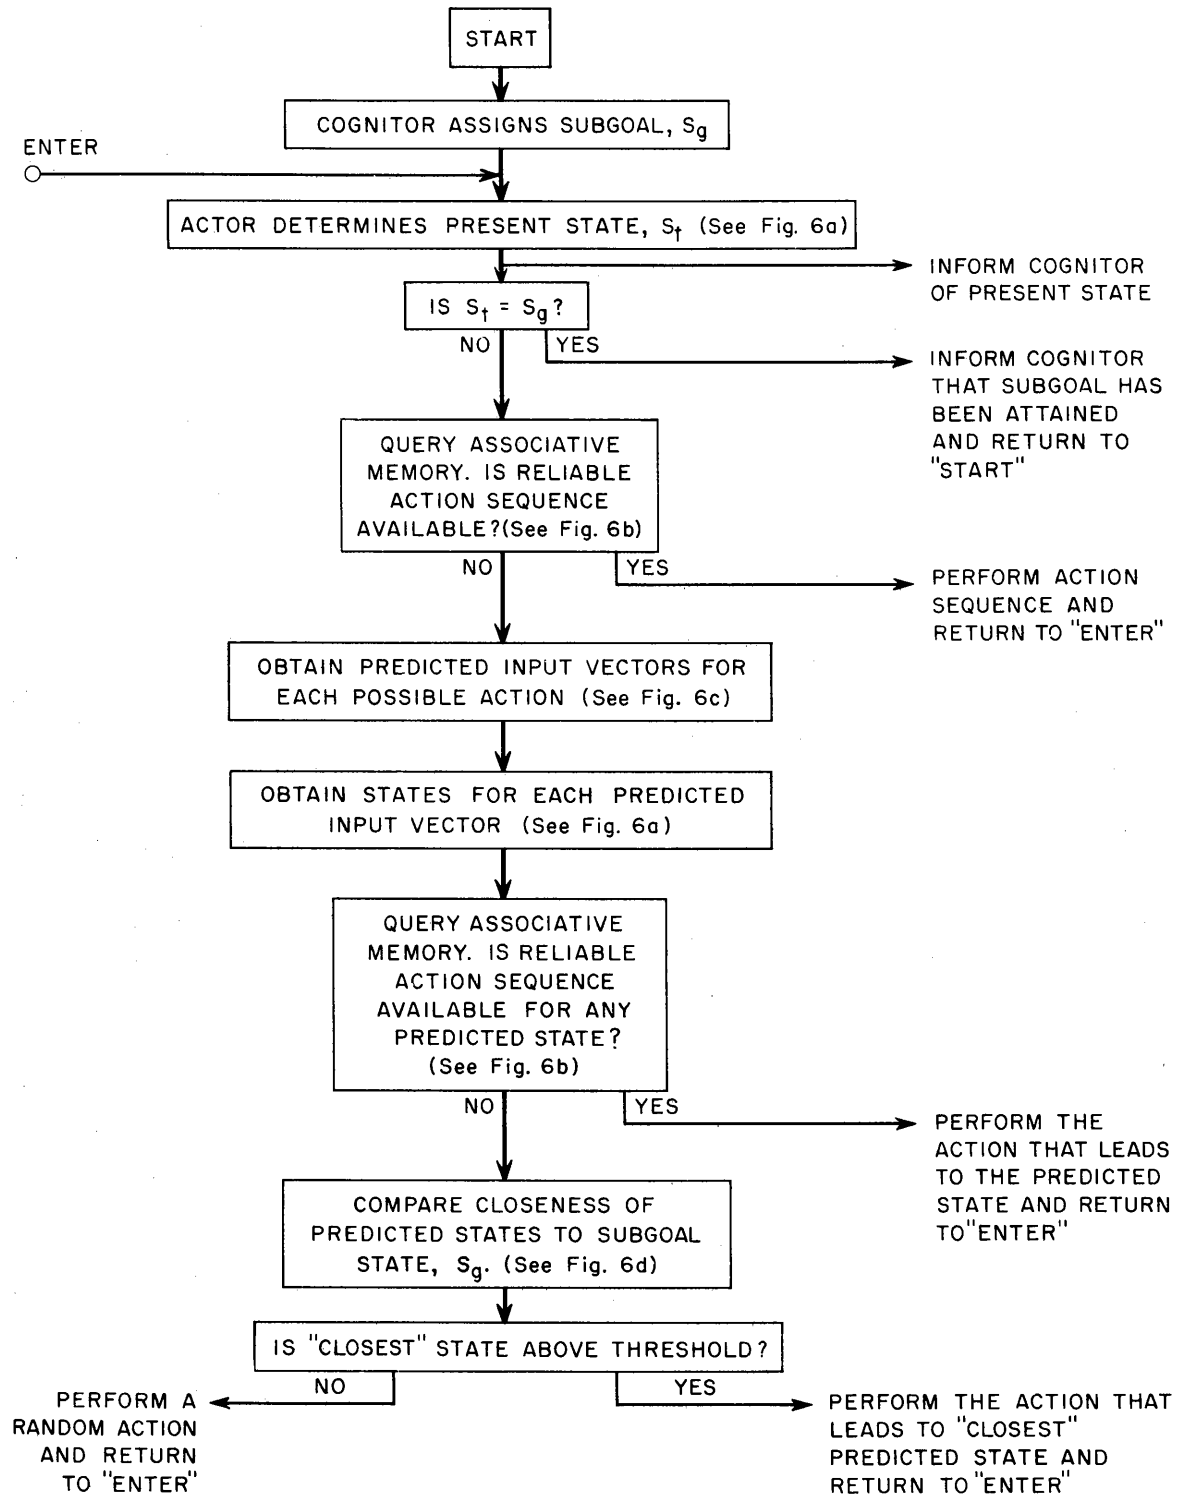 START
COGNITOR ASSIGNS SUBGOAL, Sg
ENTER
ACTOR DETERMINES PRESENT STATE, St (See Fig. 6a)
INFORM COGNITOR
OF PRESENT STATE
IS St = Sg?
NO
YES
INFORM COGNITOR
THAT SUBGOAL HAS
BEEN ATTAINED
AND RETURN TO
"START"
QUERY ASSOCIATIVE
MEMORY. IS RELIABLE
ACTION SEQUENCE
AVAILABLE?(See Fig. 6b)
NO
YES
PERFORM ACTION
SEQUENCE AND
RETURN TO "ENTER"
OBTAIN PREDICTED INPUT VECTORS FOR
EACH POSSIBLE ACTION (See Fig. 6c)
OBTAIN STATES FOR EACH PREDICTED
INPUT VECTOR (See Fig. 6a)
QUERY ASSOCIATIVE
MEMORY. IS RELIABLE
ACTION SEQUENCE
AVAILABLE FOR ANY
PREDICTED STATE?
(See Fig. 6b)
NO
YES
PERFORM THE
ACTION THAT LEADS
TO THE PREDICTED
STATE AND RETURN
TO "ENTER"
COMPARE CLOSENESS OF
PREDICTED STATES TO SUBGOAL
STATE, Sg. (See Fig. 6d)
IS "CLOSEST" STATE ABOVE THRESHOLD?
NO
YES
PERFORM A
RANDOM ACTION
AND RETURN
TO "ENTER"
PERFORM THE ACTION THAT
LEADS TO "CLOSEST"
PREDICTED STATE AND
RETURN TO "ENTER"